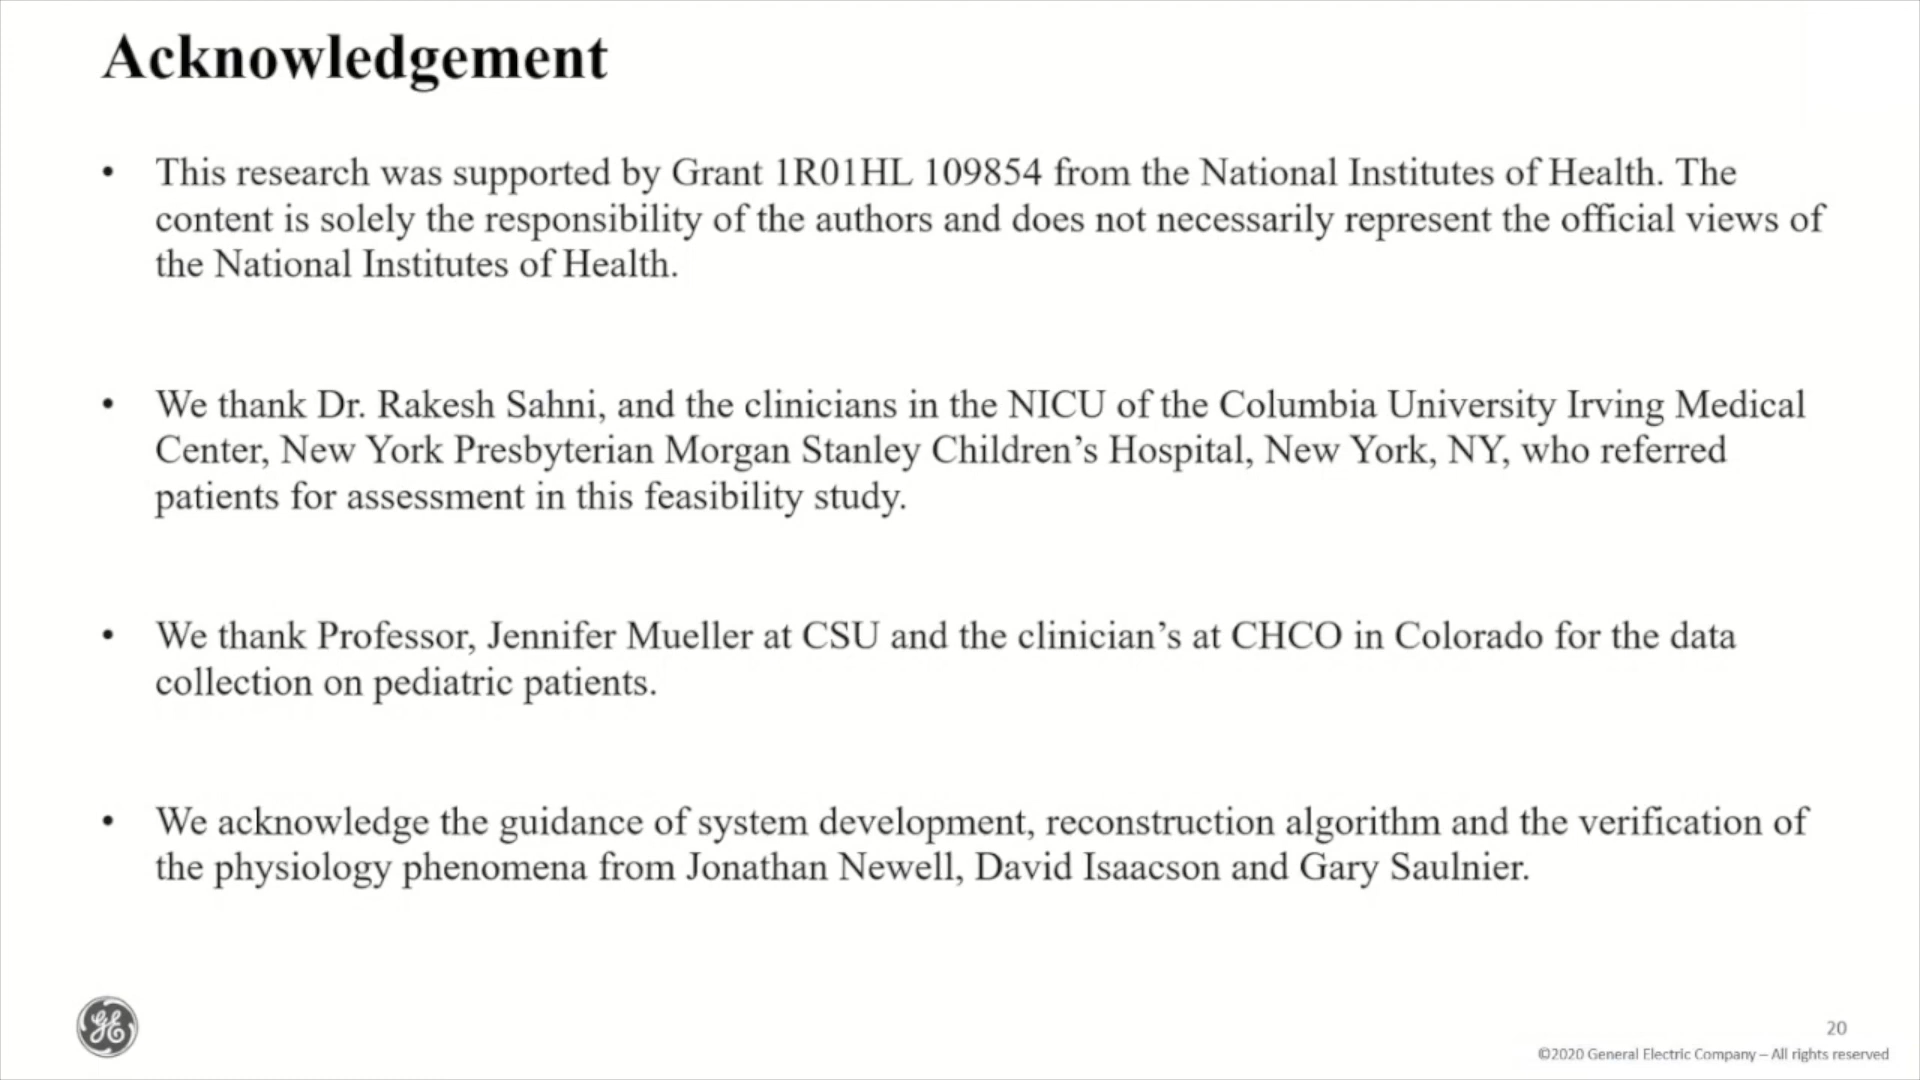 Acknowledgement
• This research was supported by Grant 1R01HL 109854 from the National Institutes of Health. The
content is solely the responsibility of the authors and does not necessarily represent the official views of
the National Institutes of Health.
• We thank Dr. Rakesh Sahni, and the clinicians in the NICU of the Columbia University Irving Medical
Center, New York Presbyterian Morgan Stanley Children’s Hospital, New York, NY, who referred
patients for assessment in this feasibility study.
• We thank Professor, Jennifer Mueller at CSU and the clinician’s at CHCO in Colorado for the data
collection on pediatric patients.
• We acknowledge the guidance of system development, reconstruction algorithm and the verification of
the physiology phenomena from Jonathan Newell, David Isaacson and Gary Saulnier.
GE
20
©2020 General Electric Company – All rights reserved